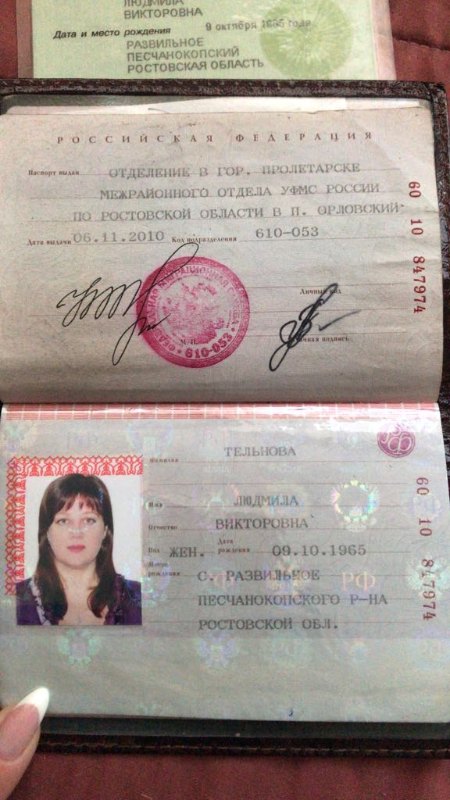 ЛЮДМИЛА
ВИКТОРОВНА
Дата и место рождения 9 октября 1965 года
РАЗВИЛЬНОЕ
ПЕСЧАНОКОПСКИЙ
РОСТОВСКАЯ ОБЛАСТЬ
РОССИЙСКАЯ ФЕДЕРАЦИЯ
Паспорт выдан ОТДЕЛЕНИЕ В ГОР. ПРОЛЕТАРСКЕ
МЕЖРАЙОННОГО ОТДЕЛА УФМС РОССИИ
ПО РОСТОВСКОЙ ОБЛАСТИ В П. ОРЛОВСКИЙ
Дата выдачи 06.11.2010 Код подразделения 610-053
60 10 847974
Личный код
М.П.
подпись
610-053
Фамилия ТЕЛЬНОВА
Имя ЛЮДМИЛА
Отчество ВИКТОРОВНА
Пол ЖЕН. Дата рождения 09.10.1965
Место рождения С. РАЗВИЛЬНОЕ
ПЕСЧАНОКОПСКОГО Р-НА
РОСТОВСКОЙ ОБЛ.
РФ
60 10 847974